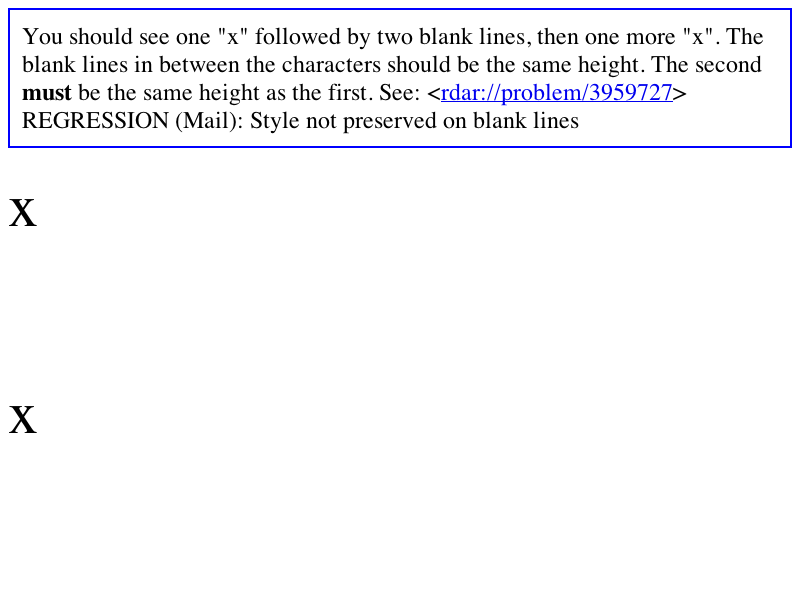 You should see one "x" followed by two blank lines, then one more "x". The
blank lines in between the characters should be the same height. The second
must be the same height as the first. See: <rdar://problem/3959727>
REGRESSION (Mail): Style not preserved on blank lines
x
x